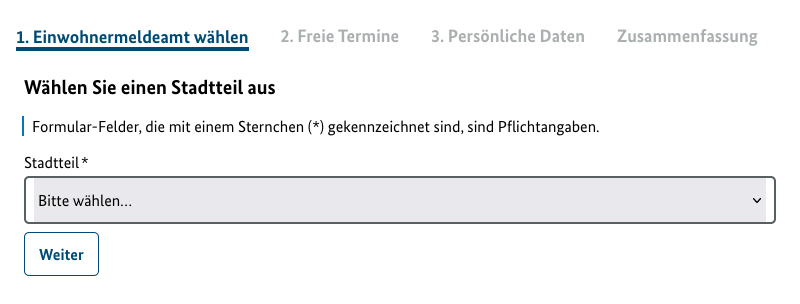 1. Einwohnermeldeamt wählen 2. Freie Termine 3. Persönliche Daten Zusammenfassung
Wählen Sie einen Stadtteil aus
Formular-Felder, die mit einem Sternchen (*) gekennzeichnet sind, sind Pflichtangaben.
Stadtteil*
Bitte wählen...
Weiter